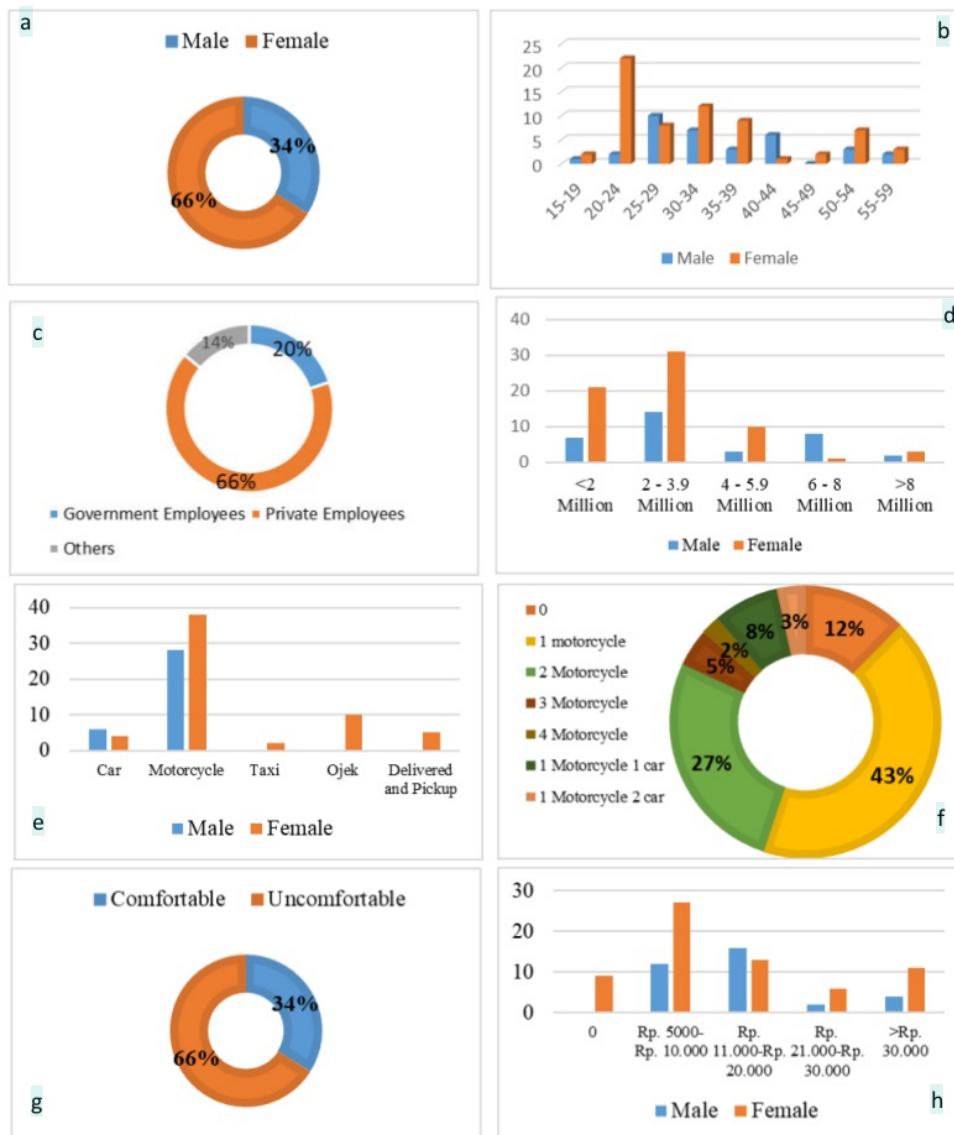 a
Male Female
34%
66%
b
25
20
15
10
5
0
15-19 20-24 25-29 30-34 35-39 40-44 45-49 50-54 55-59
Male Female
c
14%
20%
66%
Government Employees Private Employees
Others
d
40
30
20
10
0
<2 2 - 3.9 4 - 5.9 6 - 8 >8
Million Million Million Million Million
Male Female
40
30
20
10
0
Car Motorcycle Taxi Ojek Delivered
and Pickup
e
Male Female
0
1 motorcycle
2 Motorcycle
3 Motorcycle
4 Motorcycle
1 Motorcycle 1 car
1 Motorcycle 2 car
3%
12%
8%
2%
5%
27%
43%
f
Comfortable Uncomfortable
34%
66%
g
30
20
10
0
0 Rp. 5000- Rp. Rp. >Rp.
Rp. 10.000 11.000-Rp. 21.000-Rp. 30.000
20.000 30.000
Male Female
h